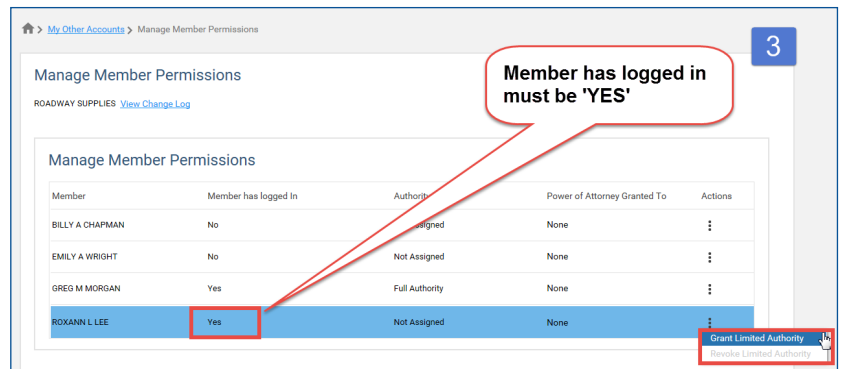 My Other Accounts > Manage Member Permissions
3
Manage Member Permissions
Member has logged in
must be 'YES'
ROADWAY SUPPLIES View Change Log
Manage Member Permissions
Member Member has logged In Authority Power of Attorney Granted To Actions
BILLY A CHAPMAN No signed None
EMILY A WRIGHT No Not Assigned None
GREG M MORGAN Yes Full Authority None
ROXANN L LEE Yes Not Assigned None
Grant Limited Authority
Revoke Limited Authority